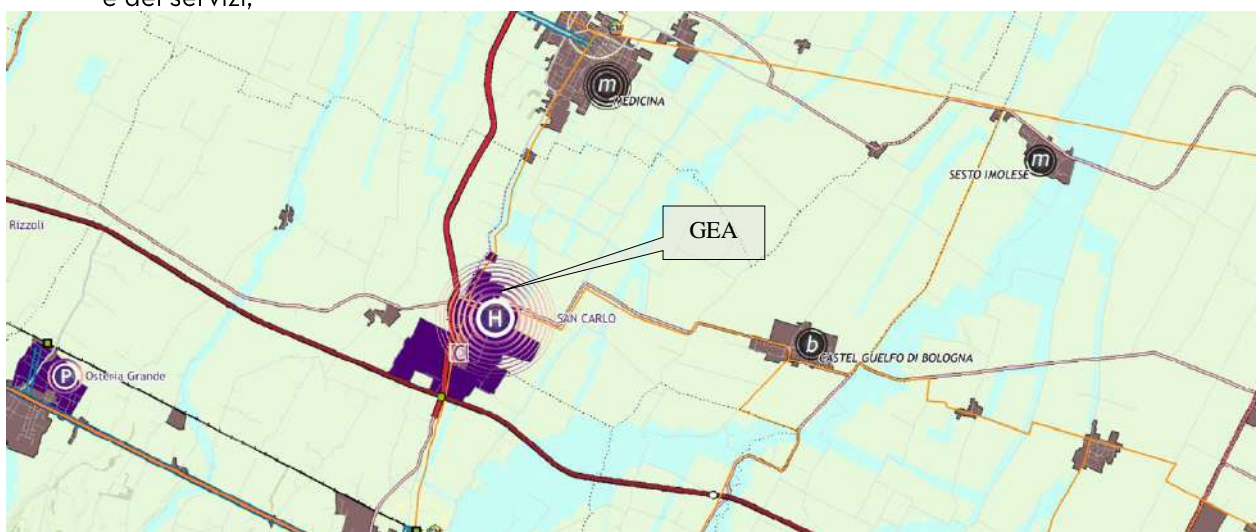 e dei servizi;
m
MEDICINA
m
SESTO IMOLESE
Rizzoli
GEA
H
SAN CARLO
C
b
CASTEL GUELFO DI BOLOGNA
P
Osteria Grande